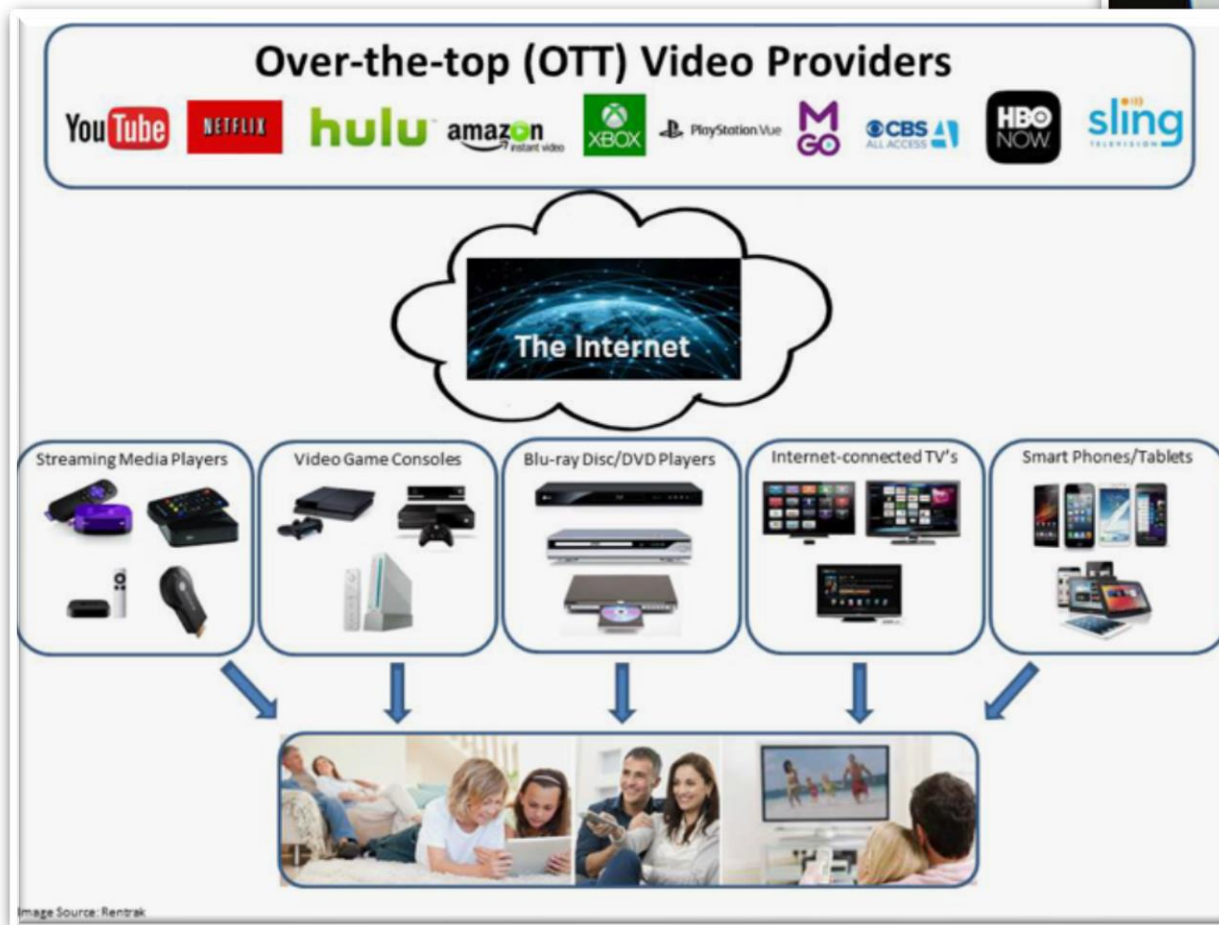 Over-the-top (OTT) Video Providers
YouTube NETFLIX hulu amazon instant video XBOX PlayStation Vue M GO CBS ALL ACCESS HBO NOW sling TELEVISION
The Internet
Streaming Media Players Video Game Consoles Blu-ray Disc/DVD Players Internet-connected TV's Smart Phones/Tablets
Image Source: Rentrak